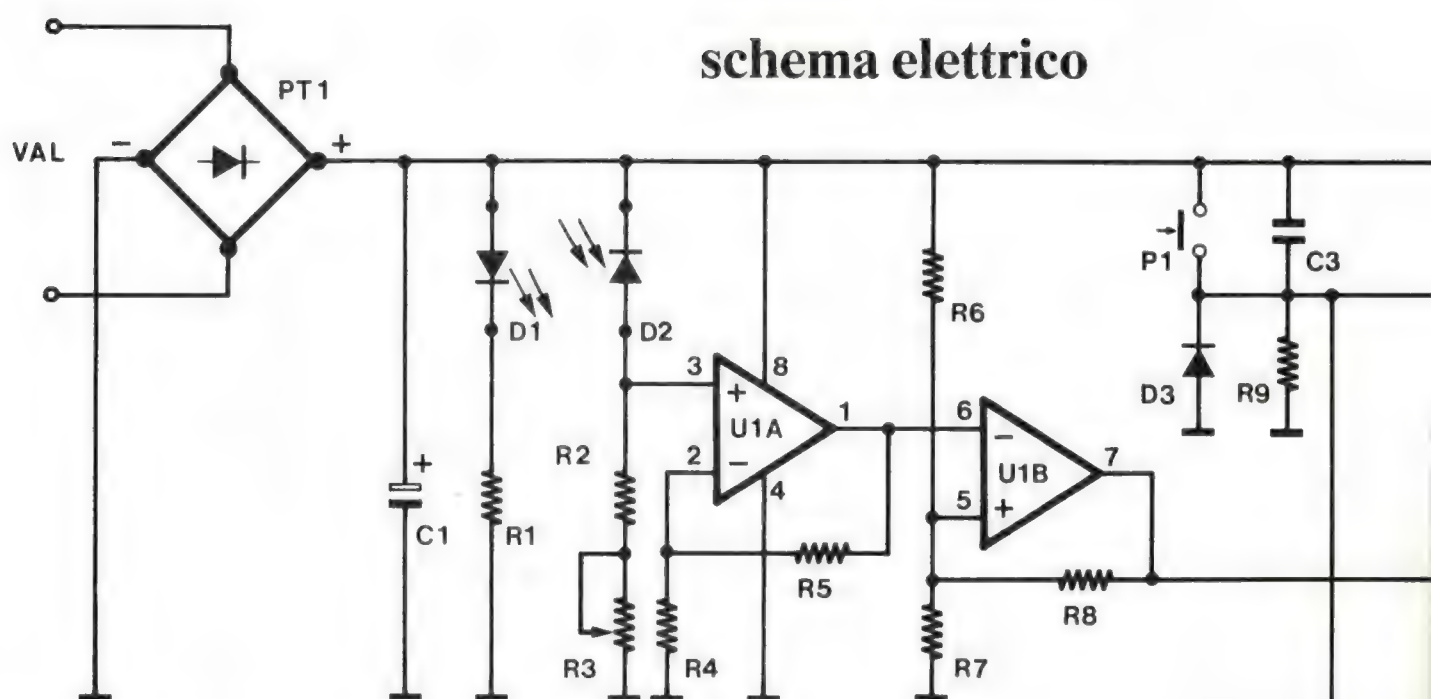 schema elettrico
PT1
VAL
-
+
P1
C3
R6
D1
D2
3
8
D3
R9
+
U1A
1
6
-
R2
2
-
U1B
7
+
4
5
+
C1
R1
R5
R8
R3
R4
R7